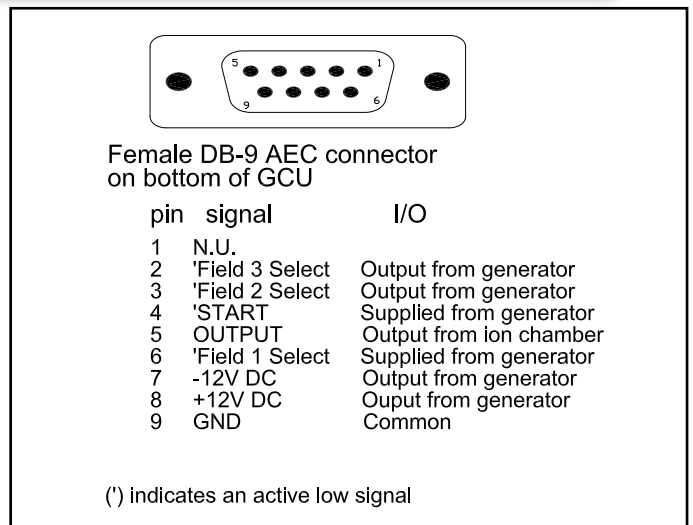 5 1
9 6
Female DB-9 AEC connector
on bottom of GCU
pin signal I/O
1 N.U.
2 'Field 3 Select Output from generator
3 'Field 2 Select Output from generator
4 'START Supplied from generator
5 OUTPUT Output from ion chamber
6 'Field 1 Select Supplied from generator
7 -12V DC Output from generator
8 +12V DC Ouput from generator
9 GND Common
(') indicates an active low signal